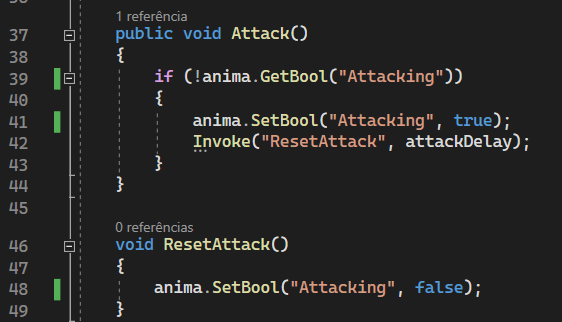 1 referência
37 public void Attack()
38 {
39 if (!anima.GetBool("Attacking"))
40 {
41 anima.SetBool("Attacking", true);
42 Invoke("ResetAttack", attackDelay);
43 }
44 }
45
0 referências
46 void ResetAttack()
47 {
48 anima.SetBool("Attacking", false);
49 }